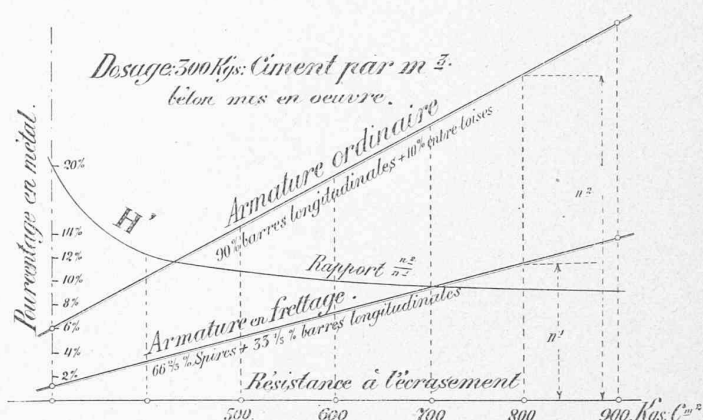 Dosage: 300 Kgs: Ciment par m 3.
béton mis en oeuvre.
Pourcentage en métal.
20%
14%
12%
10%
8%
6%
4%
2%
H'
Armature ordinaire
90% barres longitudinales + 10% entretoises
n²
Rapport n²/n¹
Armature en frettage.
66 2/3 % Spires + 33 1/3 % barres longitudinales
n¹
Résistance à l'écrasement
500 600 700 800 900 Kgs. Cm²